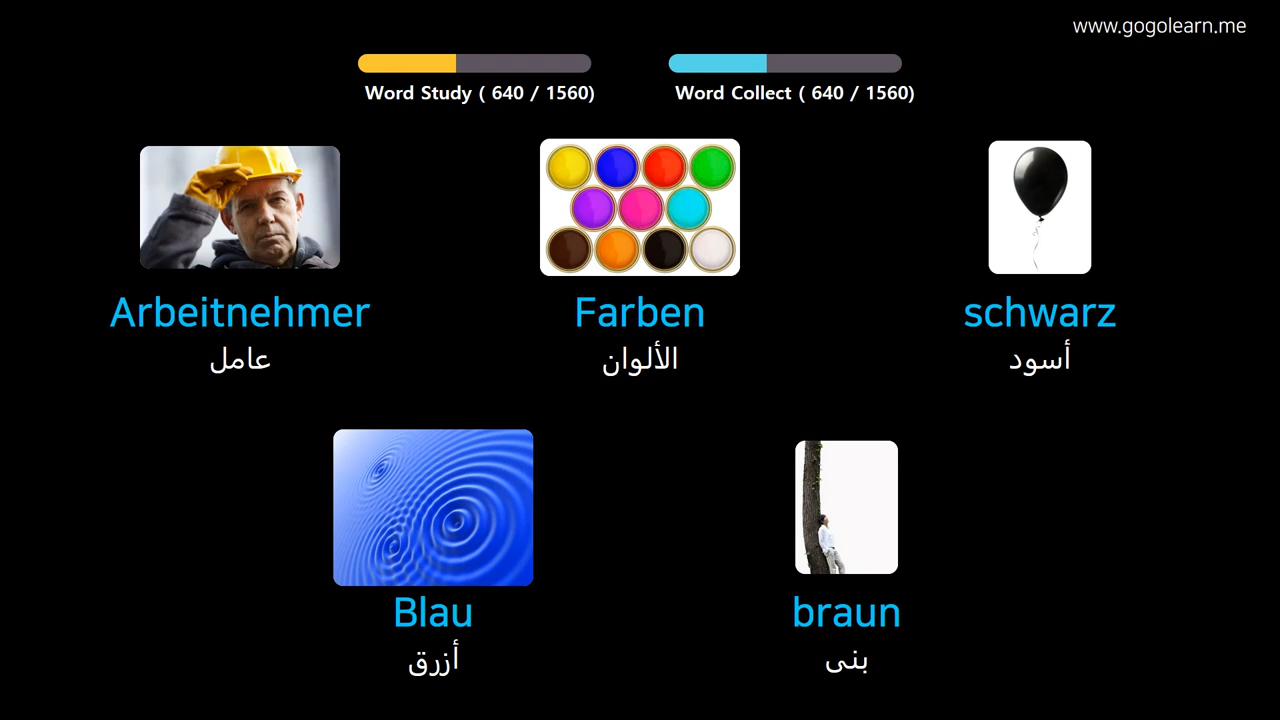 www.gogolearn.me
Word Study ( 640 / 1560)
Word Collect ( 640 / 1560)
Arbeitnehmer
عامل
Farben
الألوان
schwarz
أسود
Blau
أزرق
braun
بنى